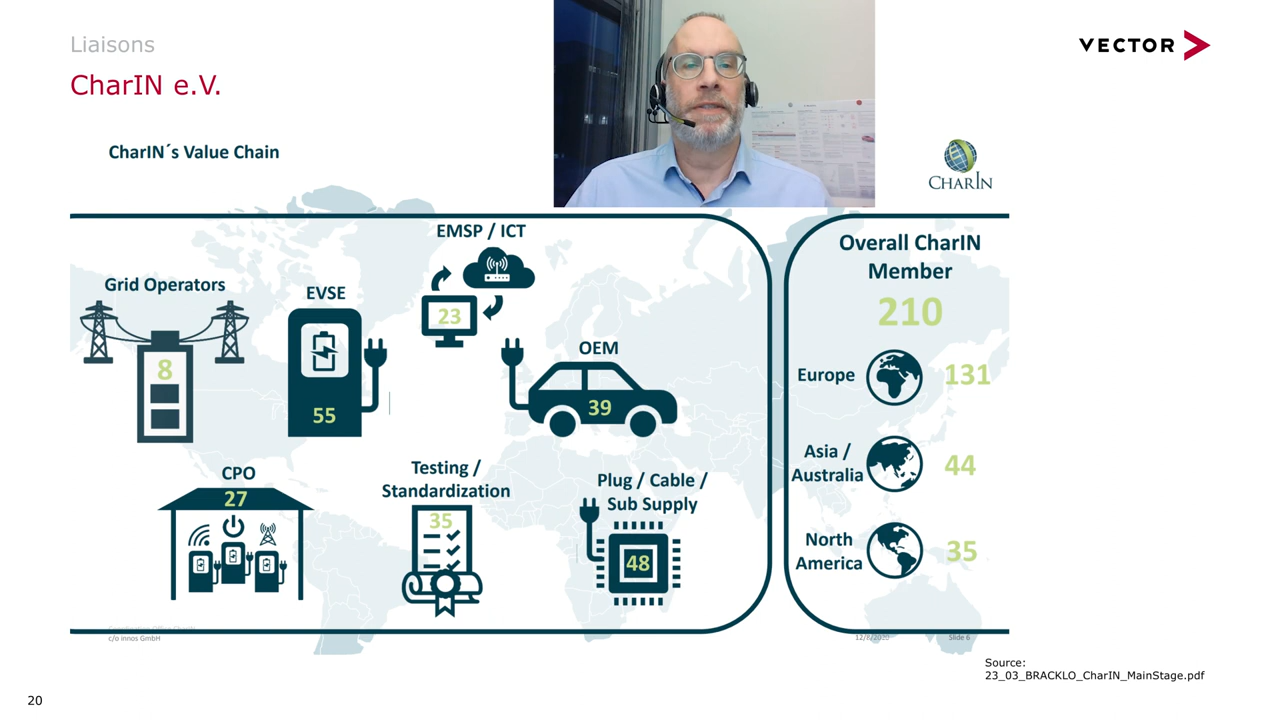 Liaisons
CharIN e.V.
VECTOR
CharIN´s Value Chain
CHARIN
Grid Operators
8
EVSE
55
EMSP / ICT
23
OEM
39
CPO
27
Testing /
Standardization
35
Plug / Cable /
Sub Supply
48
Overall CharIN
Member
210
Europe
131
Asia /
Australia
44
North
America
35
c/o innos GmbH
12/8/2020
Slide 6
Source:
23_03_BRACKLO_CharIN_MainStage.pdf
20